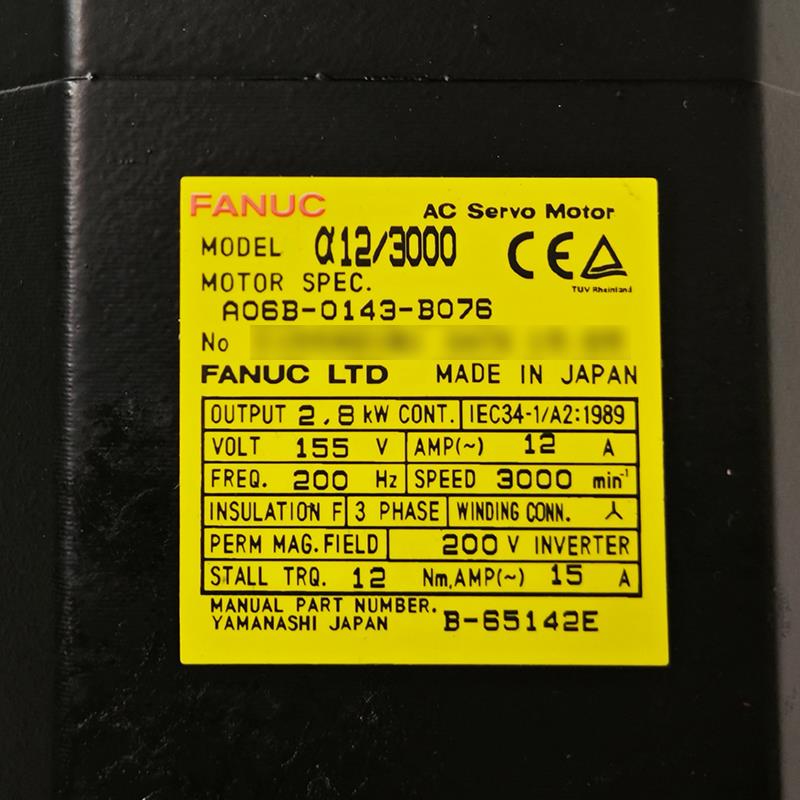 FANUC AC Servo Motor
MODEL α12/3000 CE
TUV Rheinland
MOTOR SPEC.
A06B-0143-B076
No
FANUC LTD MADE IN JAPAN
OUTPUT 2.8 kW CONT. IEC34-1/A2:1989
VOLT 155 V AMP(~) 12 A
FREQ. 200 Hz SPEED 3000 min⁻¹
INSULATION F 3 PHASE WINDING CONN. 人
PERM MAG.FIELD 200 V INVERTER
STALL TRQ. 12 Nm,AMP(~) 15 A
MANUAL PART NUMBER.
YAMANASHI JAPAN B-65142E